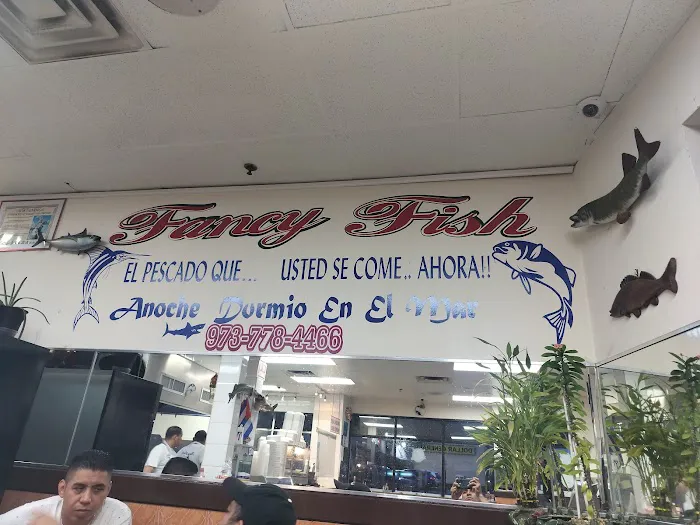 Fancy Fish
EL PESCADO QUE... USTED SE COME.. AHORA!!
Anoche Dormio En El Mar
973-778-4466